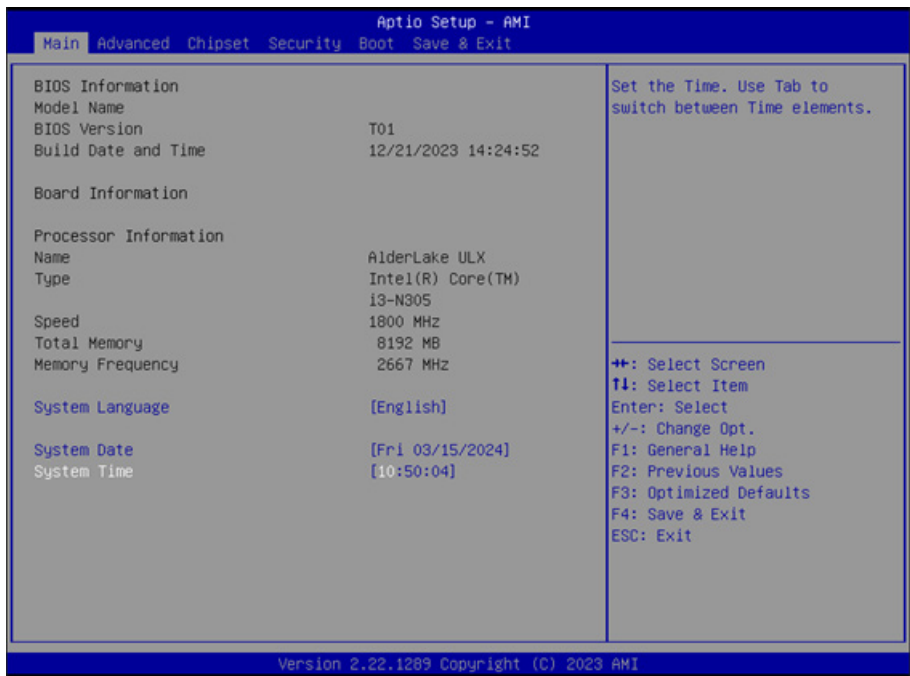 Aptio Setup - AMI
Main Advanced Chipset Security Boot Save & Exit
BIOS Information
Model Name
BIOS Version T01
Build Date and Time 12/21/2023 14:24:52
Board Information
Processor Information
Name AlderLake ULX
Type Intel(R) Core(TM)
i3-N305
Speed 1800 MHz
Total Memory 8192 MB
Memory Frequency 2667 MHz
System Language [English]
System Date [Fri 03/15/2024]
System Time [10:50:04]
Set the Time. Use Tab to
switch between Time elements.
→←: Select Screen
↑↓: Select Item
Enter: Select
+/-: Change Opt.
F1: General Help
F2: Previous Values
F3: Optimized Defaults
F4: Save & Exit
ESC: Exit
Version 2.22.1289 Copyright (C) 2023 AMI